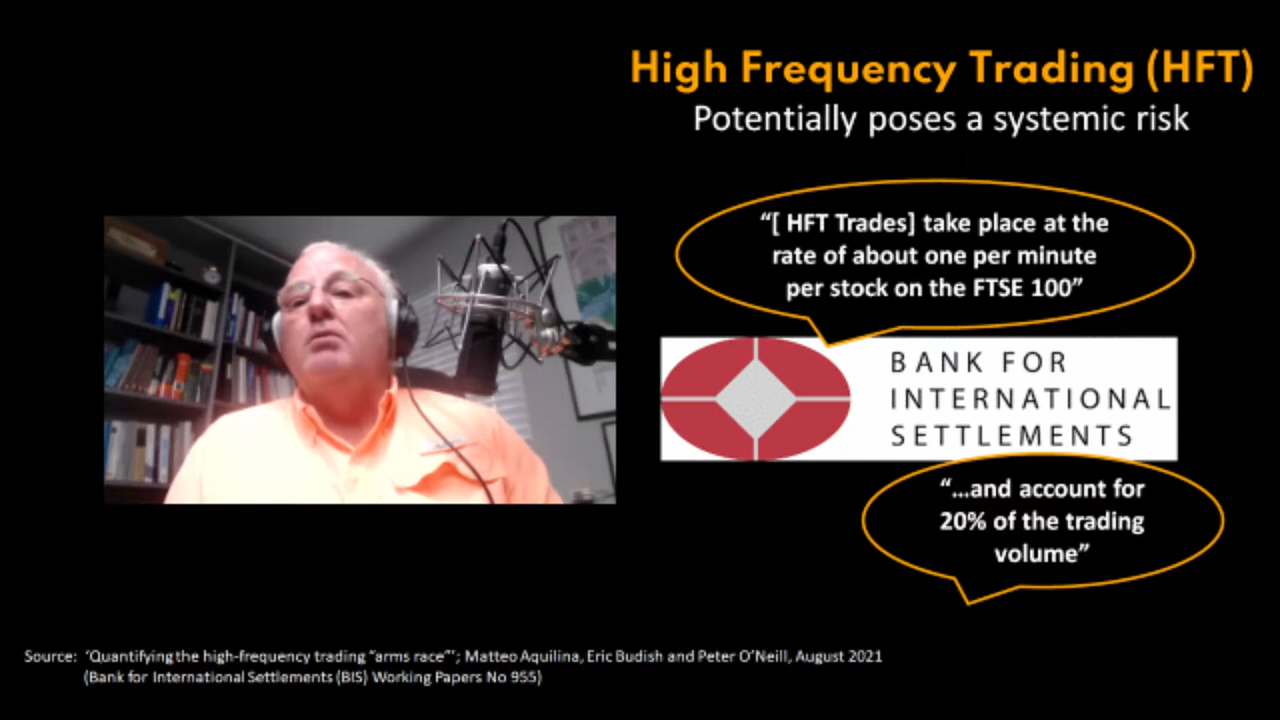 High Frequency Trading (HFT)
Potentially poses a systemic risk
“[ HFT Trades] take place at the
rate of about one per minute
per stock on the FTSE 100”
BANK FOR
INTERNATIONAL
SETTLEMENTS
“...and account for
20% of the trading
volume”
Source: ‘Quantifying the high-frequency trading “arms race”’; Matteo Aquilina, Eric Budish and Peter O’Neill, August 2021
(Bank for International Settlements (BIS) Working Papers No 955)